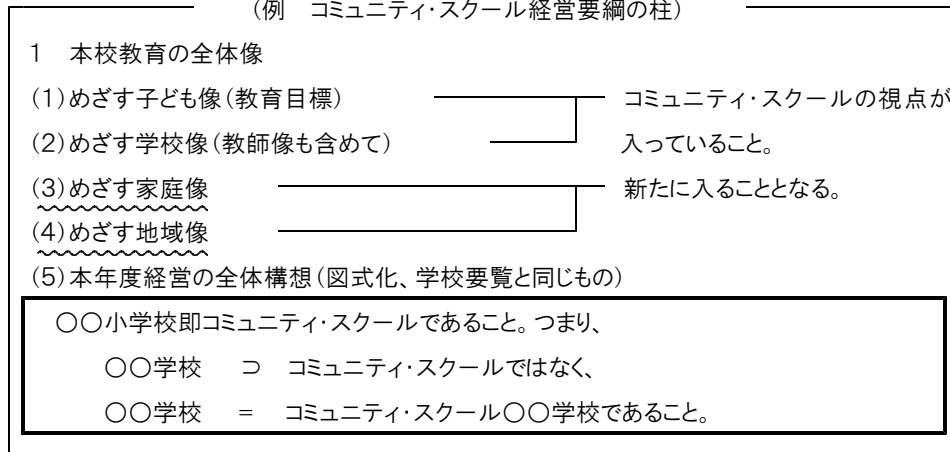 (例　コミュニティ・スクール経営要綱の柱)
1　本校教育の全体像
(1)めざす子ども像(教育目標)　コミュニティ・スクールの視点が
(2)めざす学校像(教師像も含めて)　入っていること。
(3)めざす家庭像　新たに入ることとなる。
(4)めざす地域像
(5)本年度経営の全体構想(図式化、学校要覧と同じもの)
〇〇小学校即コミュニティ・スクールであること。つまり、
〇〇学校　⊃　コミュニティ・スクールではなく、
〇〇学校　=　コミュニティ・スクール〇〇学校であること。